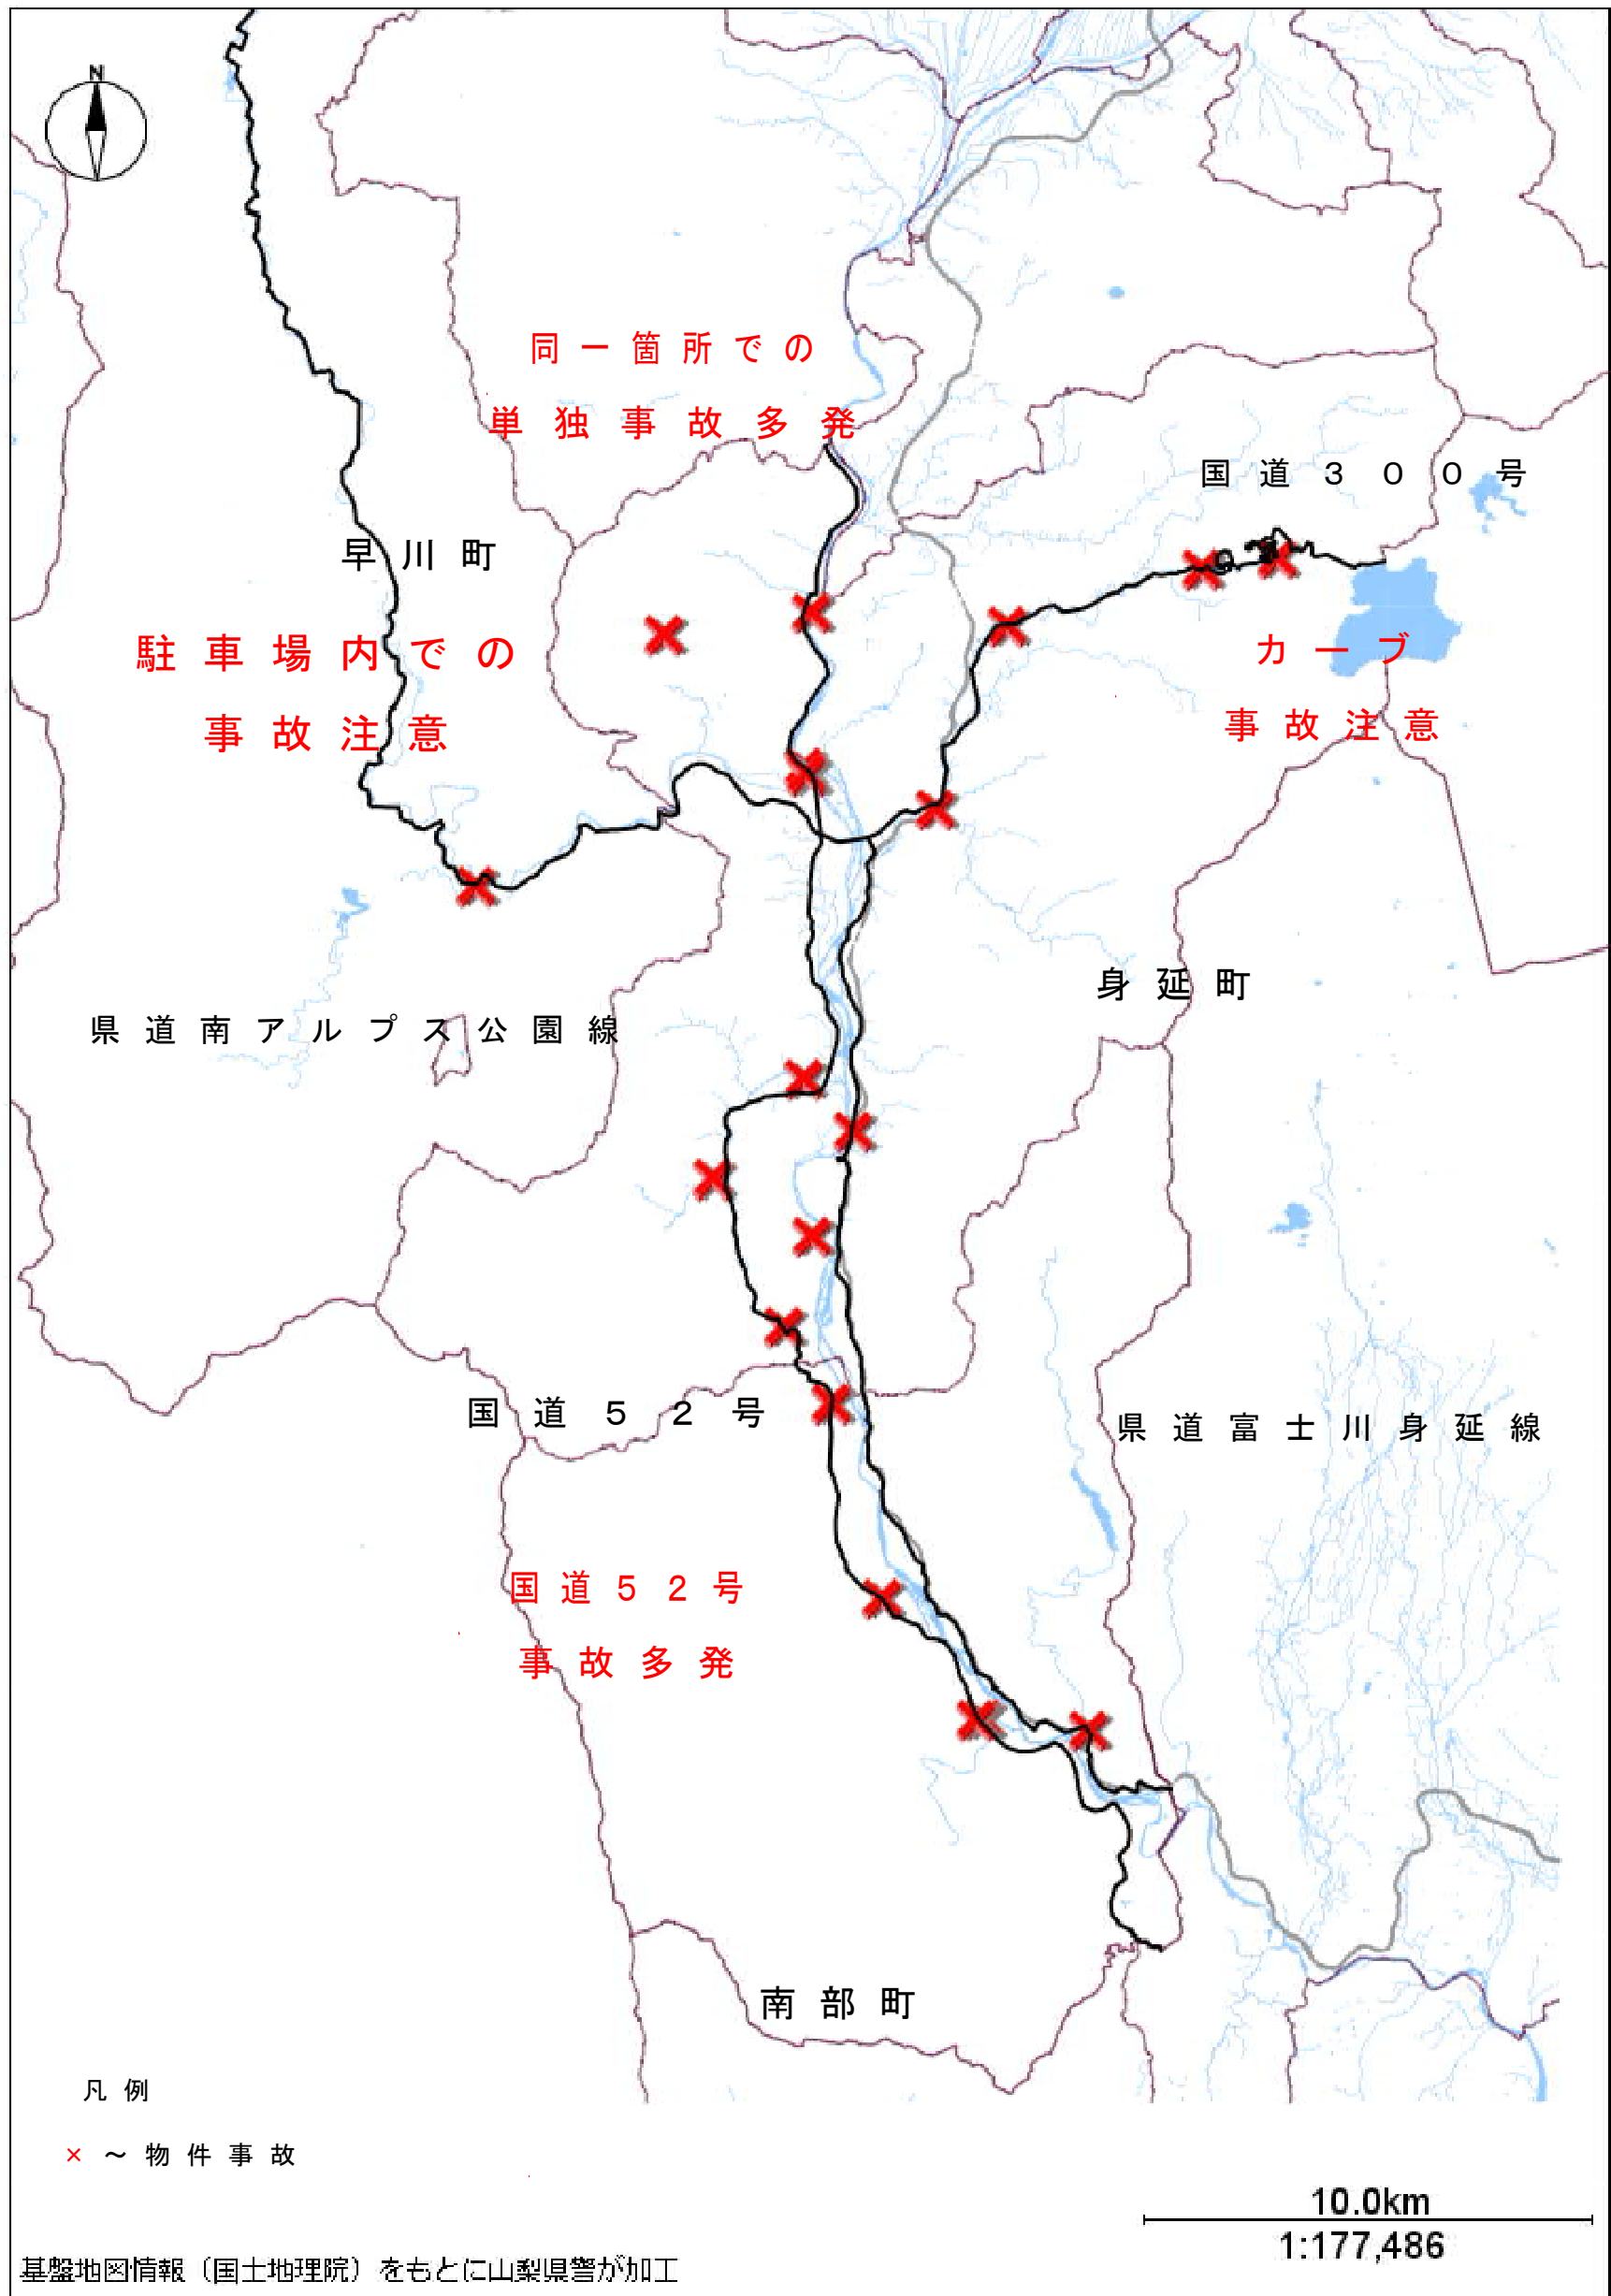 N
同一箇所での
単独事故多発
国道３００号
早川町
駐車場内での
事故注意
カーブ
事故注意
身延町
県道南アルプス公園線
国道５２号
県道富士川身延線
国道５２号
事故多発
南部町
凡例
×～物件事故
10.0km
1:177,486
基盤地図情報（国土地理院）をもとに山梨県警が加工